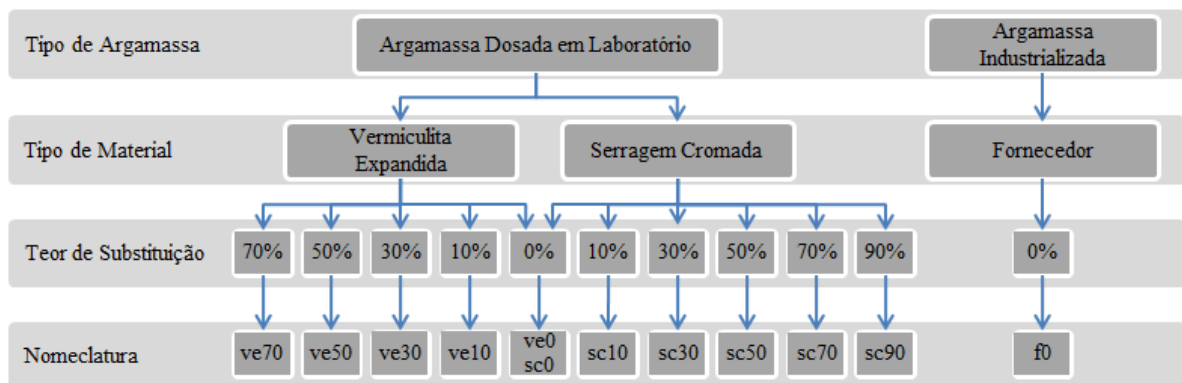 Tipo de Argamassa
Argamassa Dosada em Laboratório
Argamassa
Industrializada
Tipo de Material
Vermiculita
Expandida
Serragem Cromada
Fornecedor
Teor de Substituição
70%
50%
30%
10%
0%
10%
30%
50%
70%
90%
0%
Nomeclatura
ve70
ve50
ve30
ve10
ve0
sc0
sc10
sc30
sc50
sc70
sc90
f0